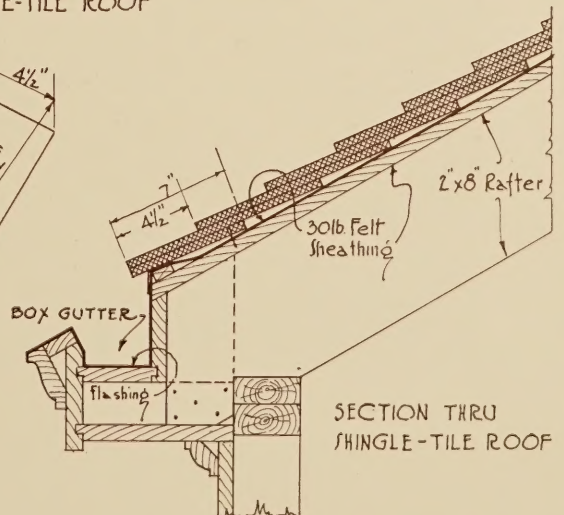 E-TILE ROOF
4½"
7"
4½"
30lb. Felt
Sheathing
2"x8" Rafter
BOX GUTTER
flashing
SECTION THRU
SHINGLE-TILE ROOF